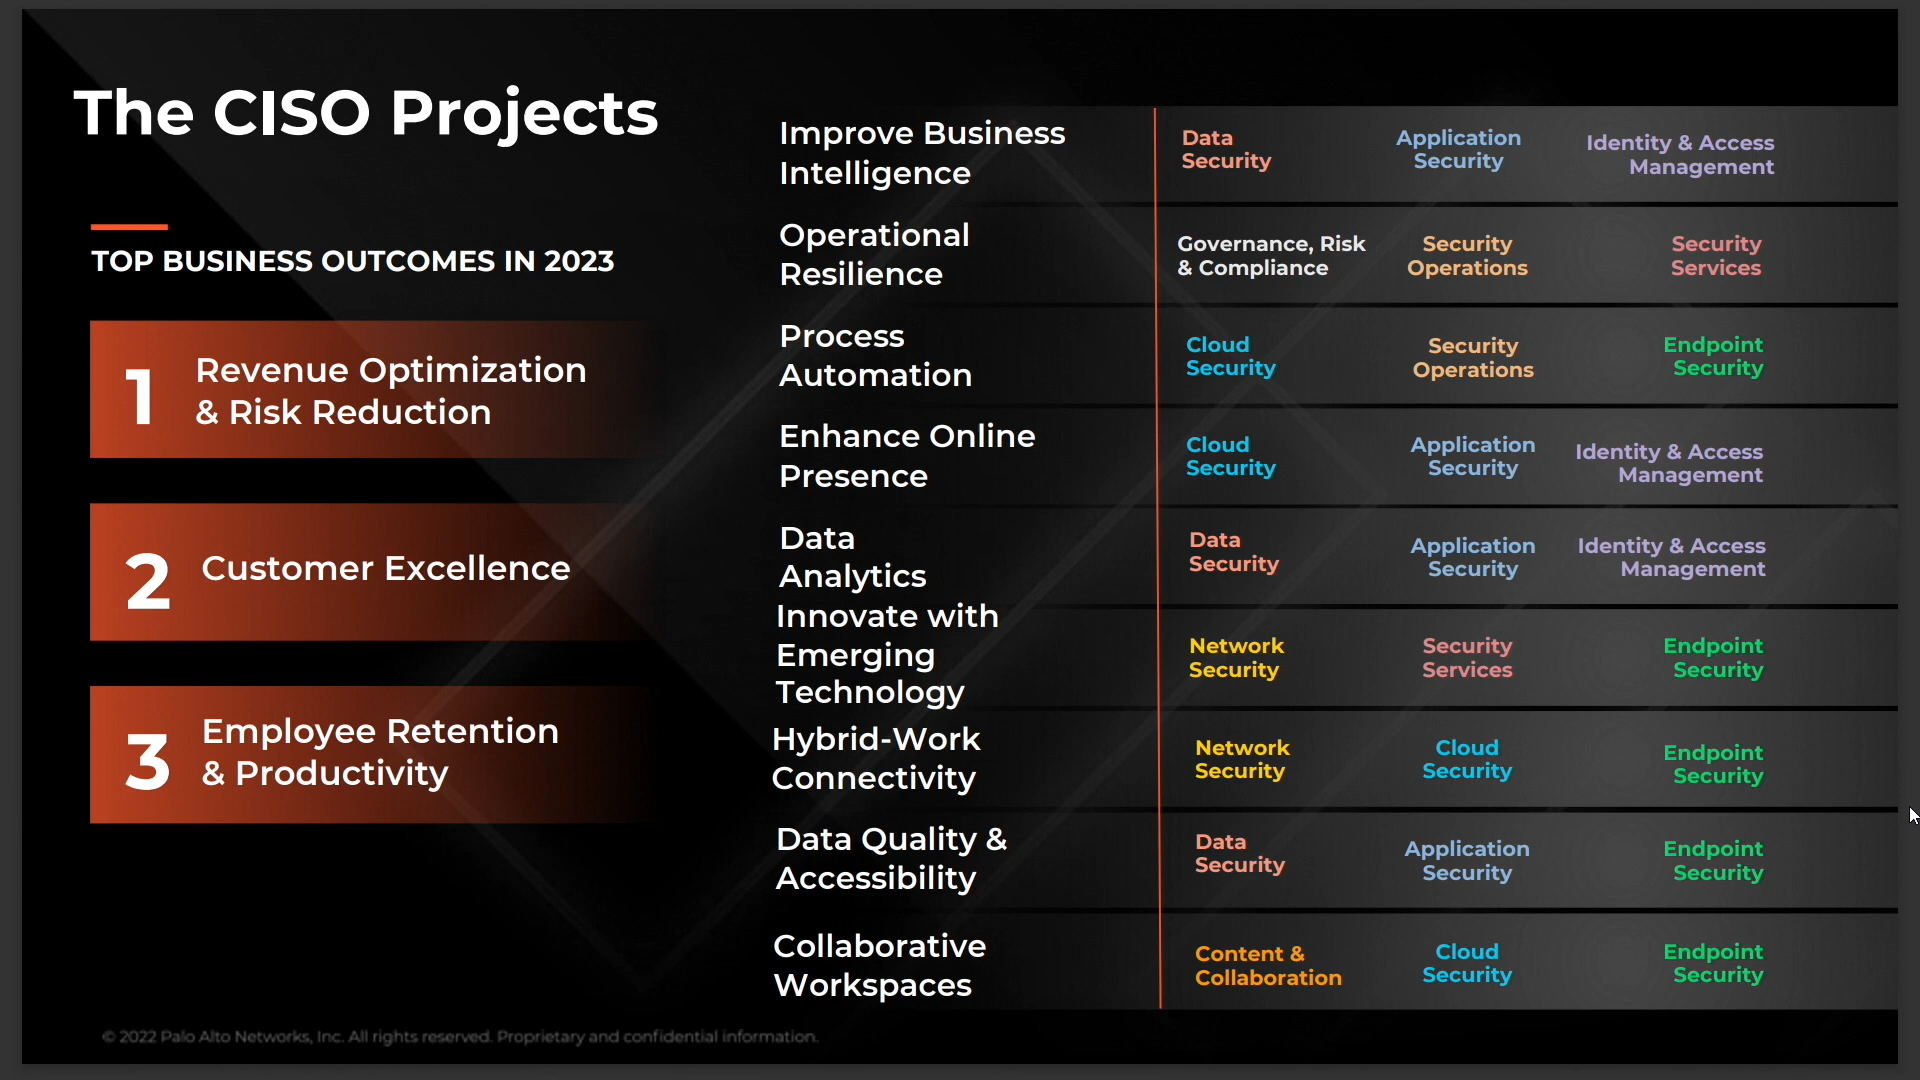 The CISO Projects
TOP BUSINESS OUTCOMES IN 2023
1
Revenue Optimization
& Risk Reduction
2
Customer Excellence
3
Employee Retention
& Productivity
Improve Business
Intelligence
Data
Security
Application
Security
Identity & Access
Management
Operational
Resilience
Governance, Risk
& Compliance
Security
Operations
Security
Services
Process
Automation
Cloud
Security
Security
Operations
Endpoint
Security
Enhance Online
Presence
Cloud
Security
Application
Security
Identity & Access
Management
Data
Analytics
Data
Security
Application
Security
Identity & Access
Management
Innovate with
Emerging
Technology
Network
Security
Security
Services
Endpoint
Security
Hybrid-Work
Connectivity
Network
Security
Cloud
Security
Endpoint
Security
Data Quality &
Accessibility
Data
Security
Application
Security
Endpoint
Security
Collaborative
Workspaces
Content &
Collaboration
Cloud
Security
Endpoint
Security
© 2022 Palo Alto Networks, Inc. All rights reserved. Proprietary and confidential information.